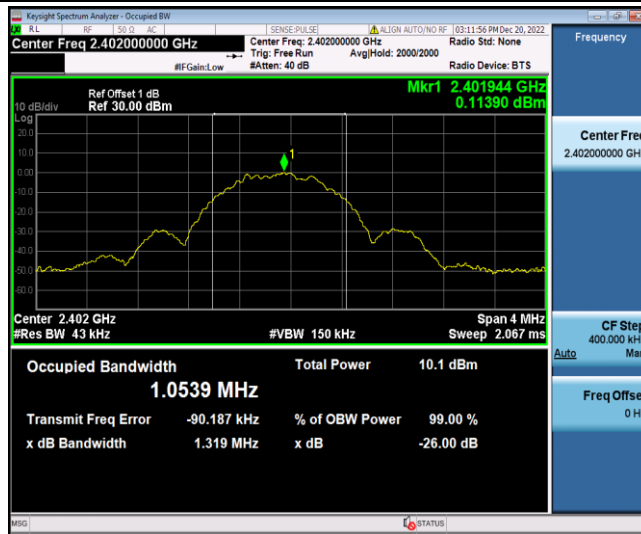 Keysight Spectrum Analyzer - Occupied BW
RL RF 50 Ω AC SENSE:PULSE ALIGN AUTO/NO RF 03:11:56 PM Dec 20, 2022
Center Freq 2.402000000 GHz
Center Freq: 2.402000000 GHz Radio Std: None
Trig: Free Run Avg|Hold: 2000/2000
#IFGain:Low #Atten: 40 dB Radio Device: BTS
Frequency
Mkr1 2.401944 GHz
0.11390 dBm
Ref Offset 1 dB
10 dB/div Ref 30.00 dBm
Log
20.0
10.0
0.00
-10.0
-20.0
-30.0
-40.0
-50.0
-60.0
1
Center 2.402 GHz Span 4 MHz
#Res BW 43 kHz #VBW 150 kHz Sweep 2.067 ms
Occupied Bandwidth Total Power 10.1 dBm
1.0539 MHz
Transmit Freq Error -90.187 kHz % of OBW Power 99.00 %
x dB Bandwidth 1.319 MHz x dB -26.00 dB
Center Fre
2.402000000 GH
CF Step
400.000 kH
Auto Ma
Freq Offse
0 H
MSG STATUS